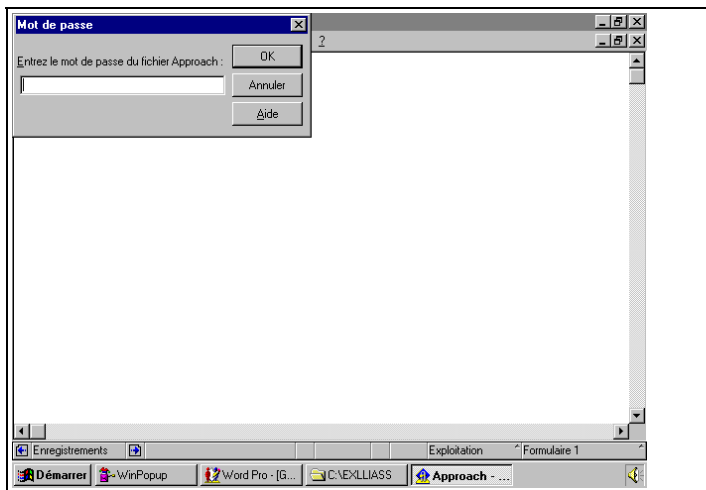 Mot de passe
?
Entrez le mot de passe du fichier Approach :
OK
Annuler
Aide
Enregistrements
Exploitation
Formulaire 1
Démarrer
WinPopup
Word Pro - [G...
C:\EXLLIASS
Approach - ...